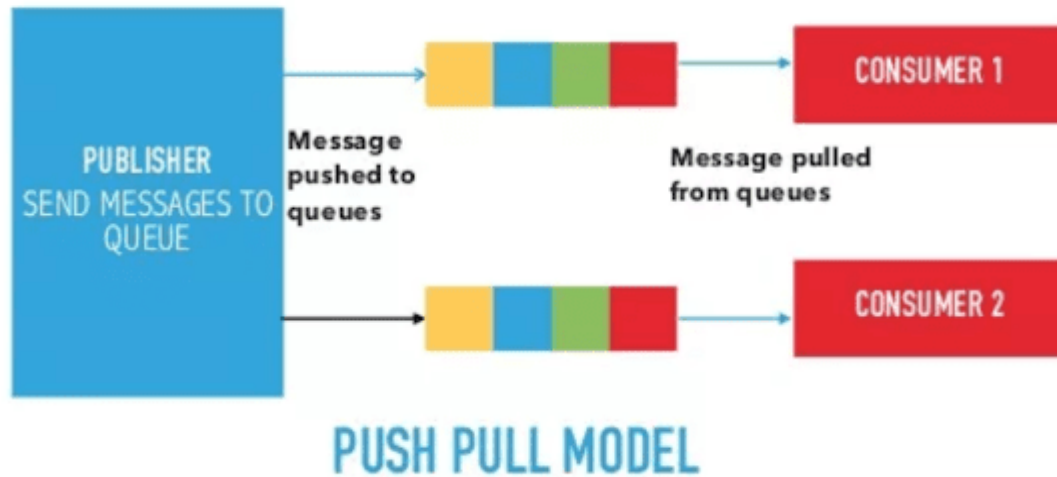 PUBLISHER
SEND MESSAGES TO
QUEUE
Message
pushed to
queues
CONSUMER 1
Message pulled
from queues
CONSUMER 2
PUSH PULL MODEL